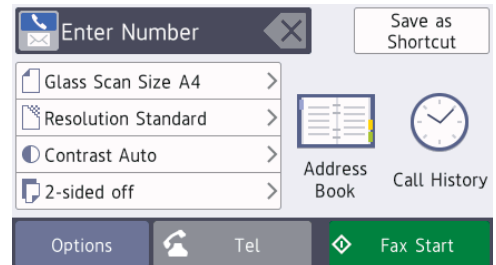 Enter Number
Save as
Shortcut
Glass Scan Size A4
Resolution Standard
Contrast Auto
2-sided off
Address
Book
Call History
Options
Tel
Fax Start